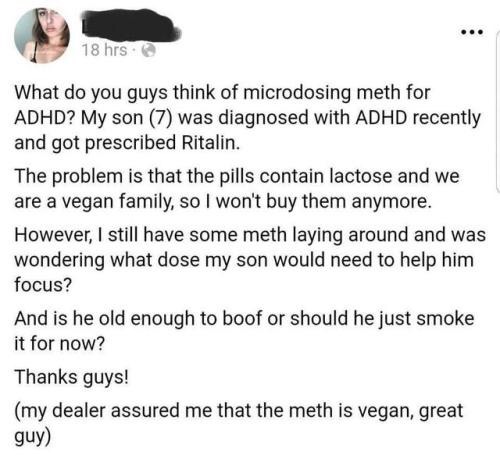 18 hrs ·
What do you guys think of microdosing meth for
ADHD? My son (7) was diagnosed with ADHD recently
and got prescribed Ritalin.
The problem is that the pills contain lactose and we
are a vegan family, so I won't buy them anymore.
However, I still have some meth laying around and was
wondering what dose my son would need to help him
focus?
And is he old enough to boof or should he just smoke
it for now?
Thanks guys!
(my dealer assured me that the meth is vegan, great
guy)